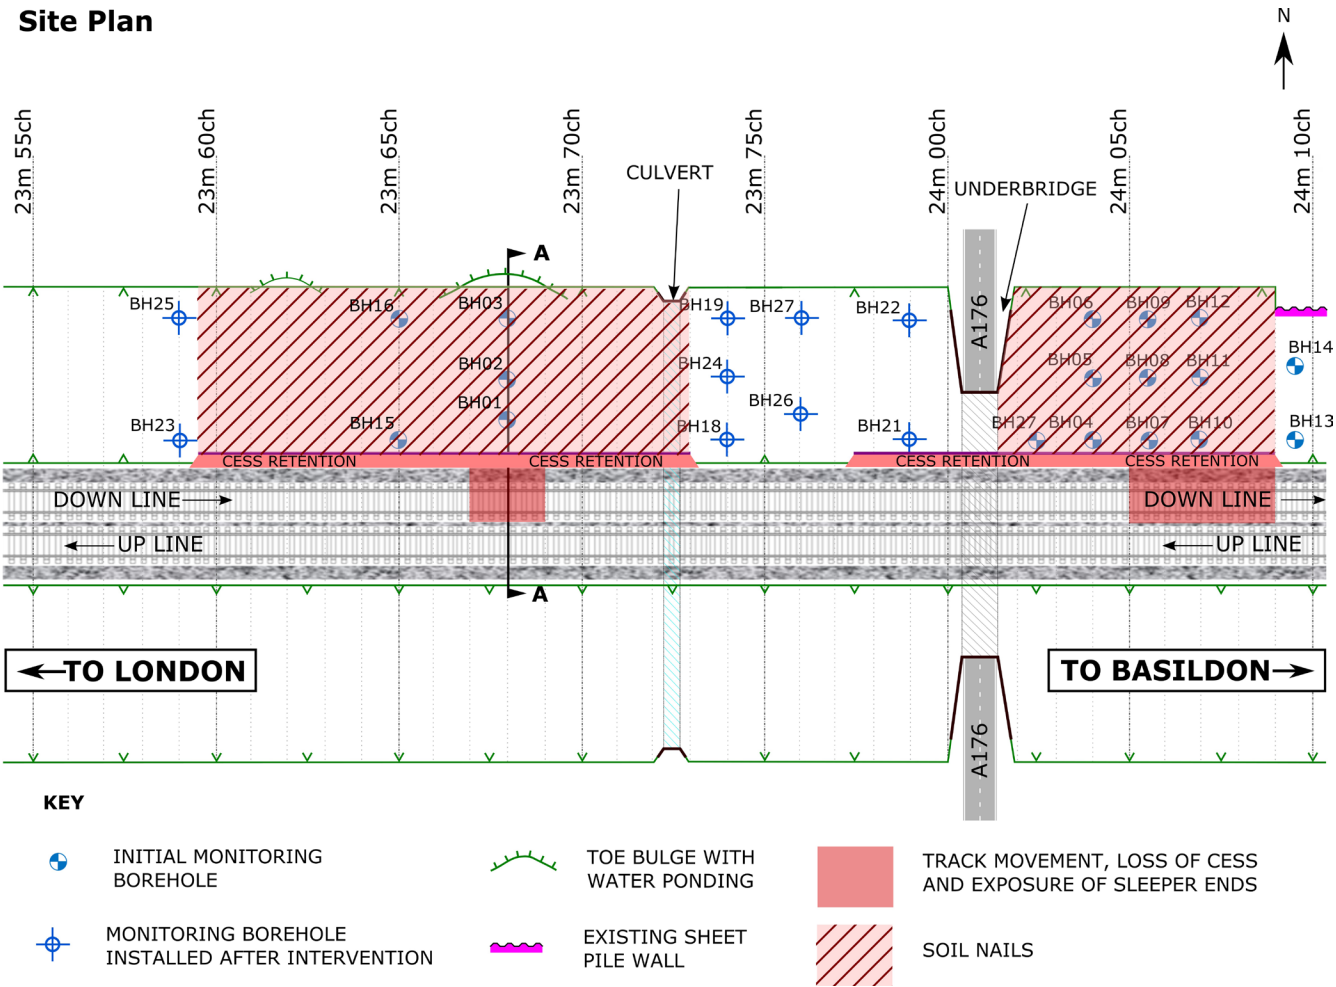 Site Plan
N
23m 55ch
23m 60ch
23m 65ch
23m 70ch
23m 75ch
24m 00ch
24m 05ch
24m 10ch
CULVERT
UNDERBRIDGE
A
BH25
BH16
BH03
BH19
BH27
BH22
A176
BH06
BH09
BH12
BH14
BH02
BH24
BH05
BH08
BH11
BH01
BH26
BH23
BH15
BH18
BH21
BH27
BH04
BH07
BH10
BH13
CESS RETENTION
CESS RETENTION
CESS RETENTION
CESS RETENTION
DOWN LINE
DOWN LINE
UP LINE
UP LINE
A
TO LONDON
TO BASILDON
A176
KEY
INITIAL MONITORING
BOREHOLE
TOE BULGE WITH
WATER PONDING
TRACK MOVEMENT, LOSS OF CESS
AND EXPOSURE OF SLEEPER ENDS
MONITORING BOREHOLE
INSTALLED AFTER INTERVENTION
EXISTING SHEET
PILE WALL
SOIL NAILS